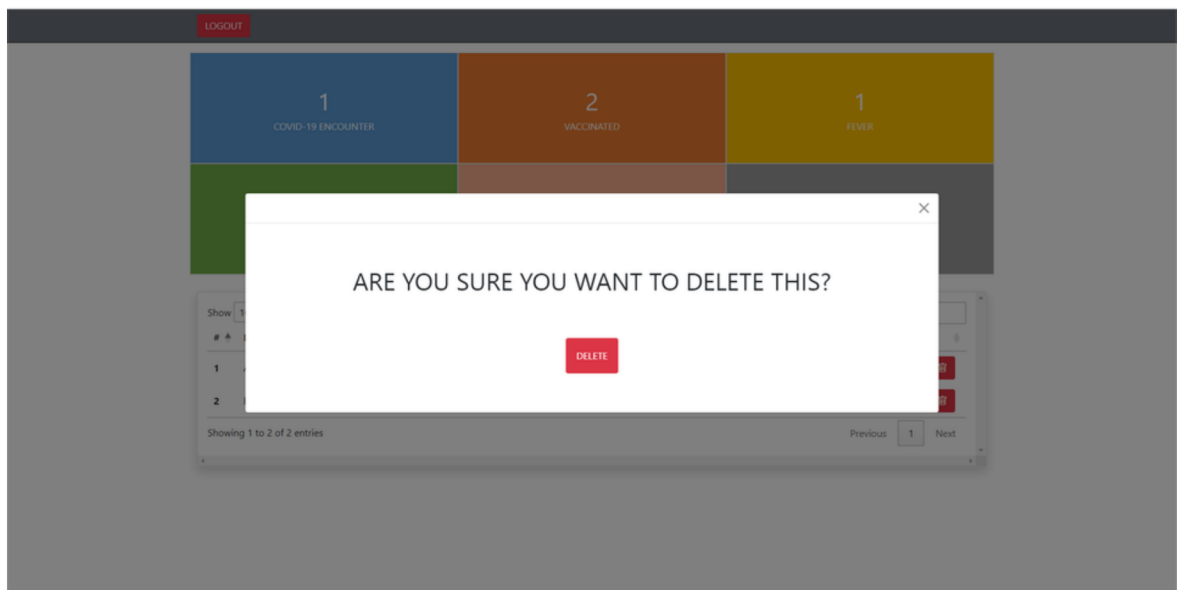 LOGOUT
1
COVID-19 ENCOUNTER
2
VACCINATED
1
FEVER
ARE YOU SURE YOU WANT TO DELETE THIS?
DELETE
Show
#
1
2
Showing 1 to 2 of 2 entries
Previous 1 Next